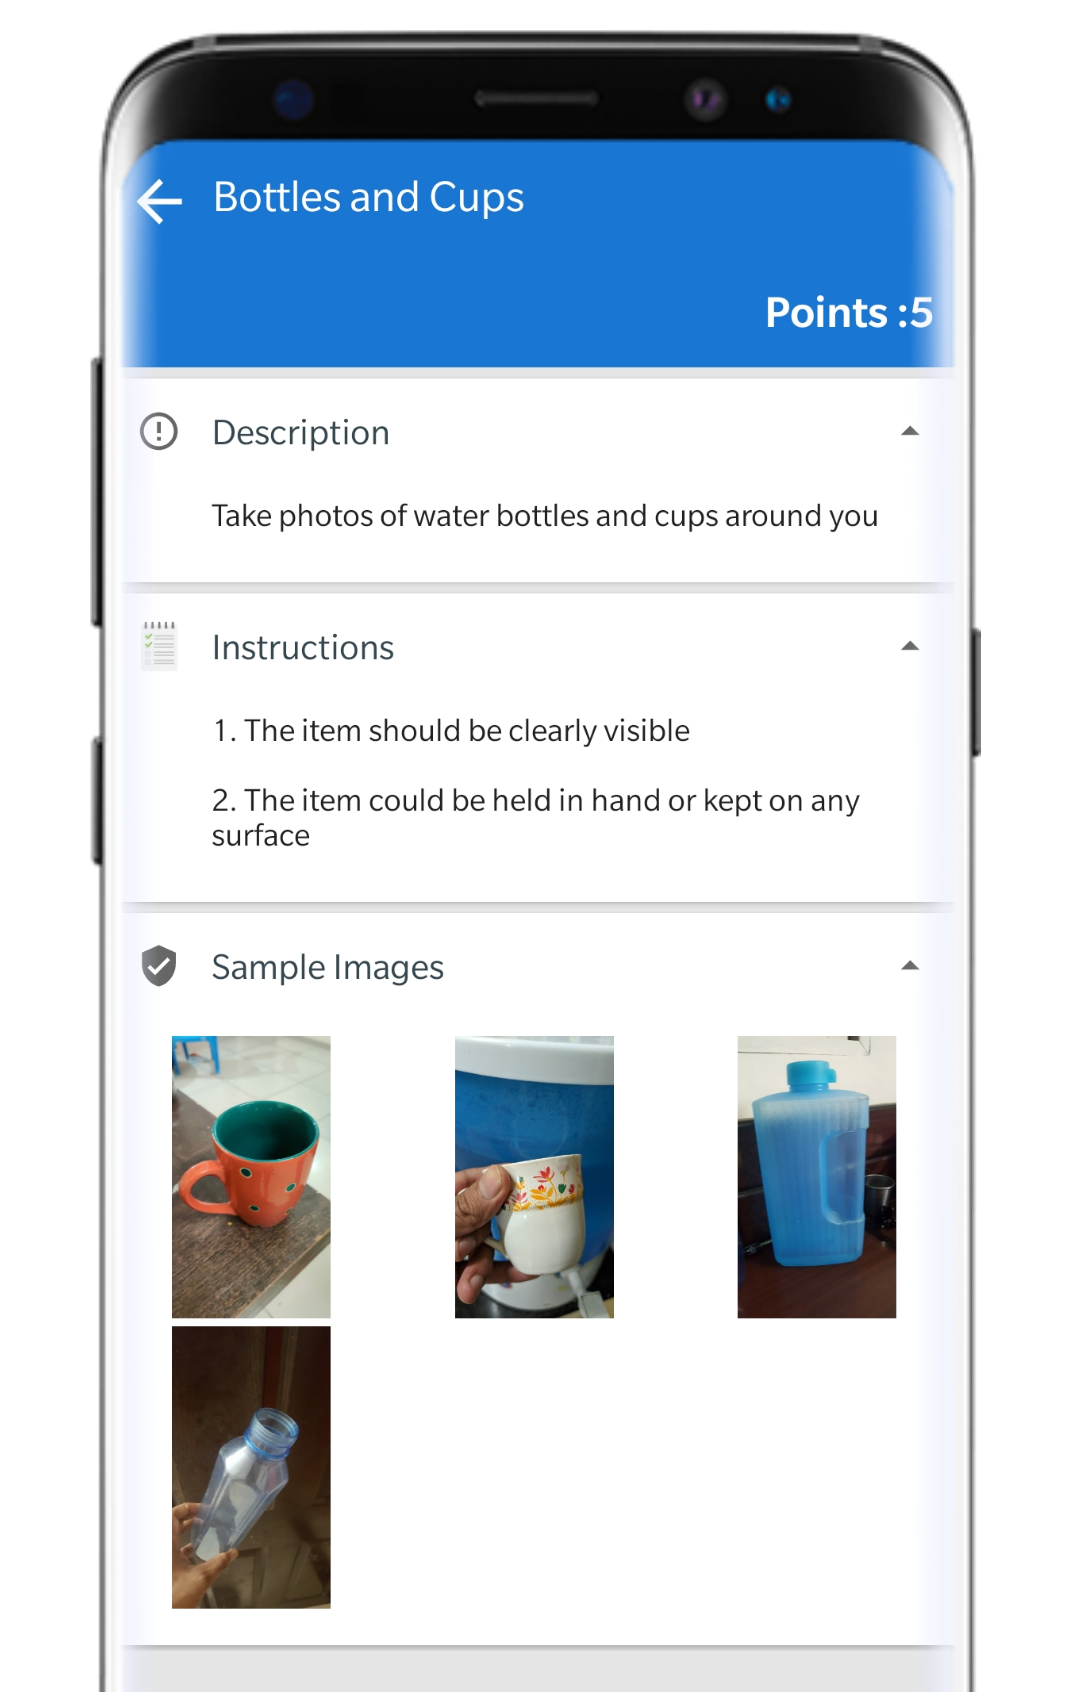 Bottles and Cups
Points :5
Description
Take photos of water bottles and cups around you
Instructions
1. The item should be clearly visible
2. The item could be held in hand or kept on any
surface
Sample Images